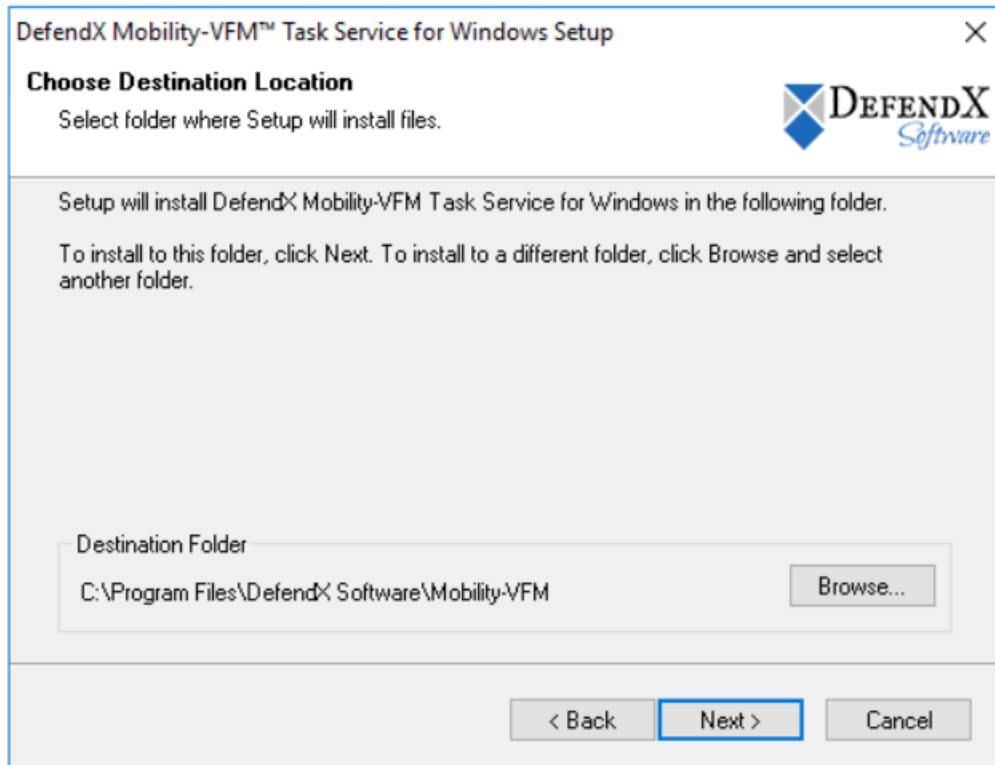 DefendX Mobility-VFM™ Task Service for Windows Setup
Choose Destination Location
Select folder where Setup will install files.
DEFENDX
Software
Setup will install DefendX Mobility-VFM Task Service for Windows in the following folder.
To install to this folder, click Next. To install to a different folder, click Browse and select
another folder.
Destination Folder
C:\Program Files\DefendX Software\Mobility-VFM
Browse...
< Back
Next >
Cancel